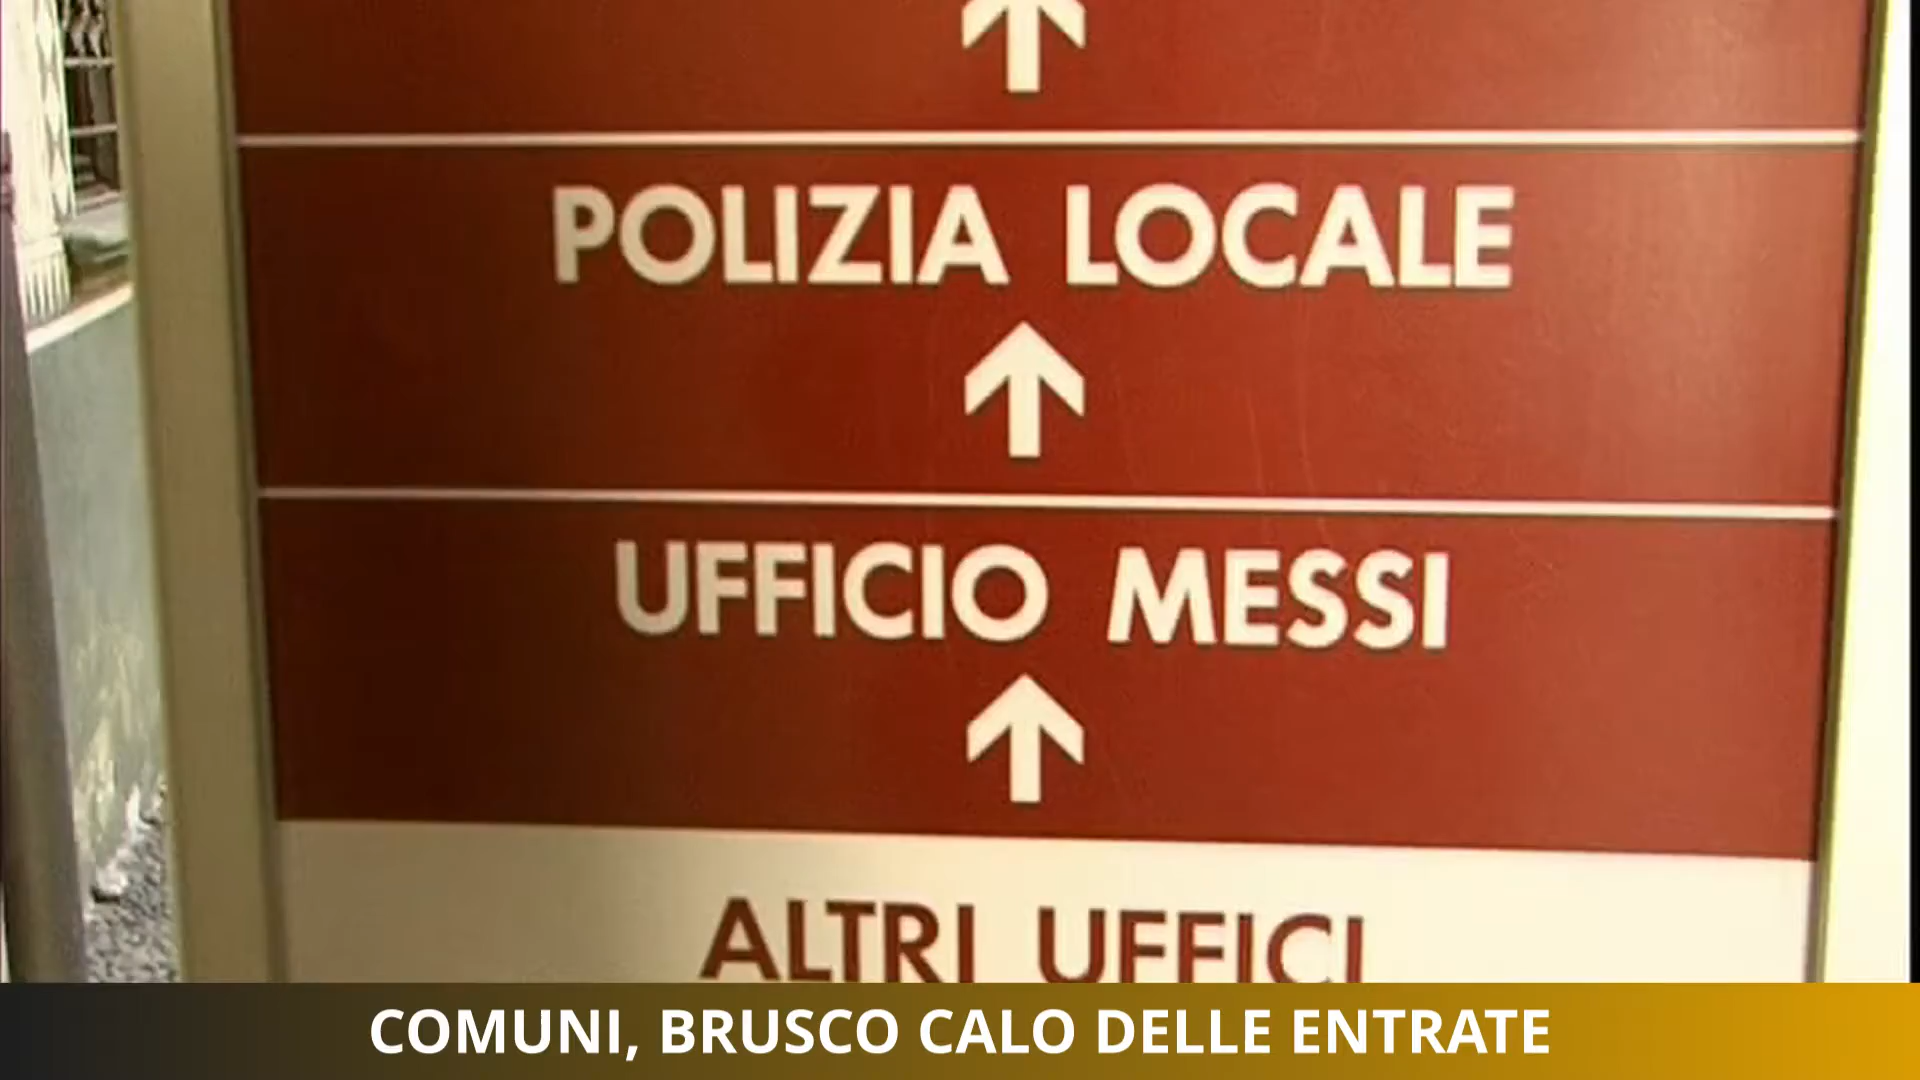 POLIZIA LOCALE
UFFICIO MESSI
ALTRI UFFICI
COMUNI, BRUSCO CALO DELLE ENTRATE